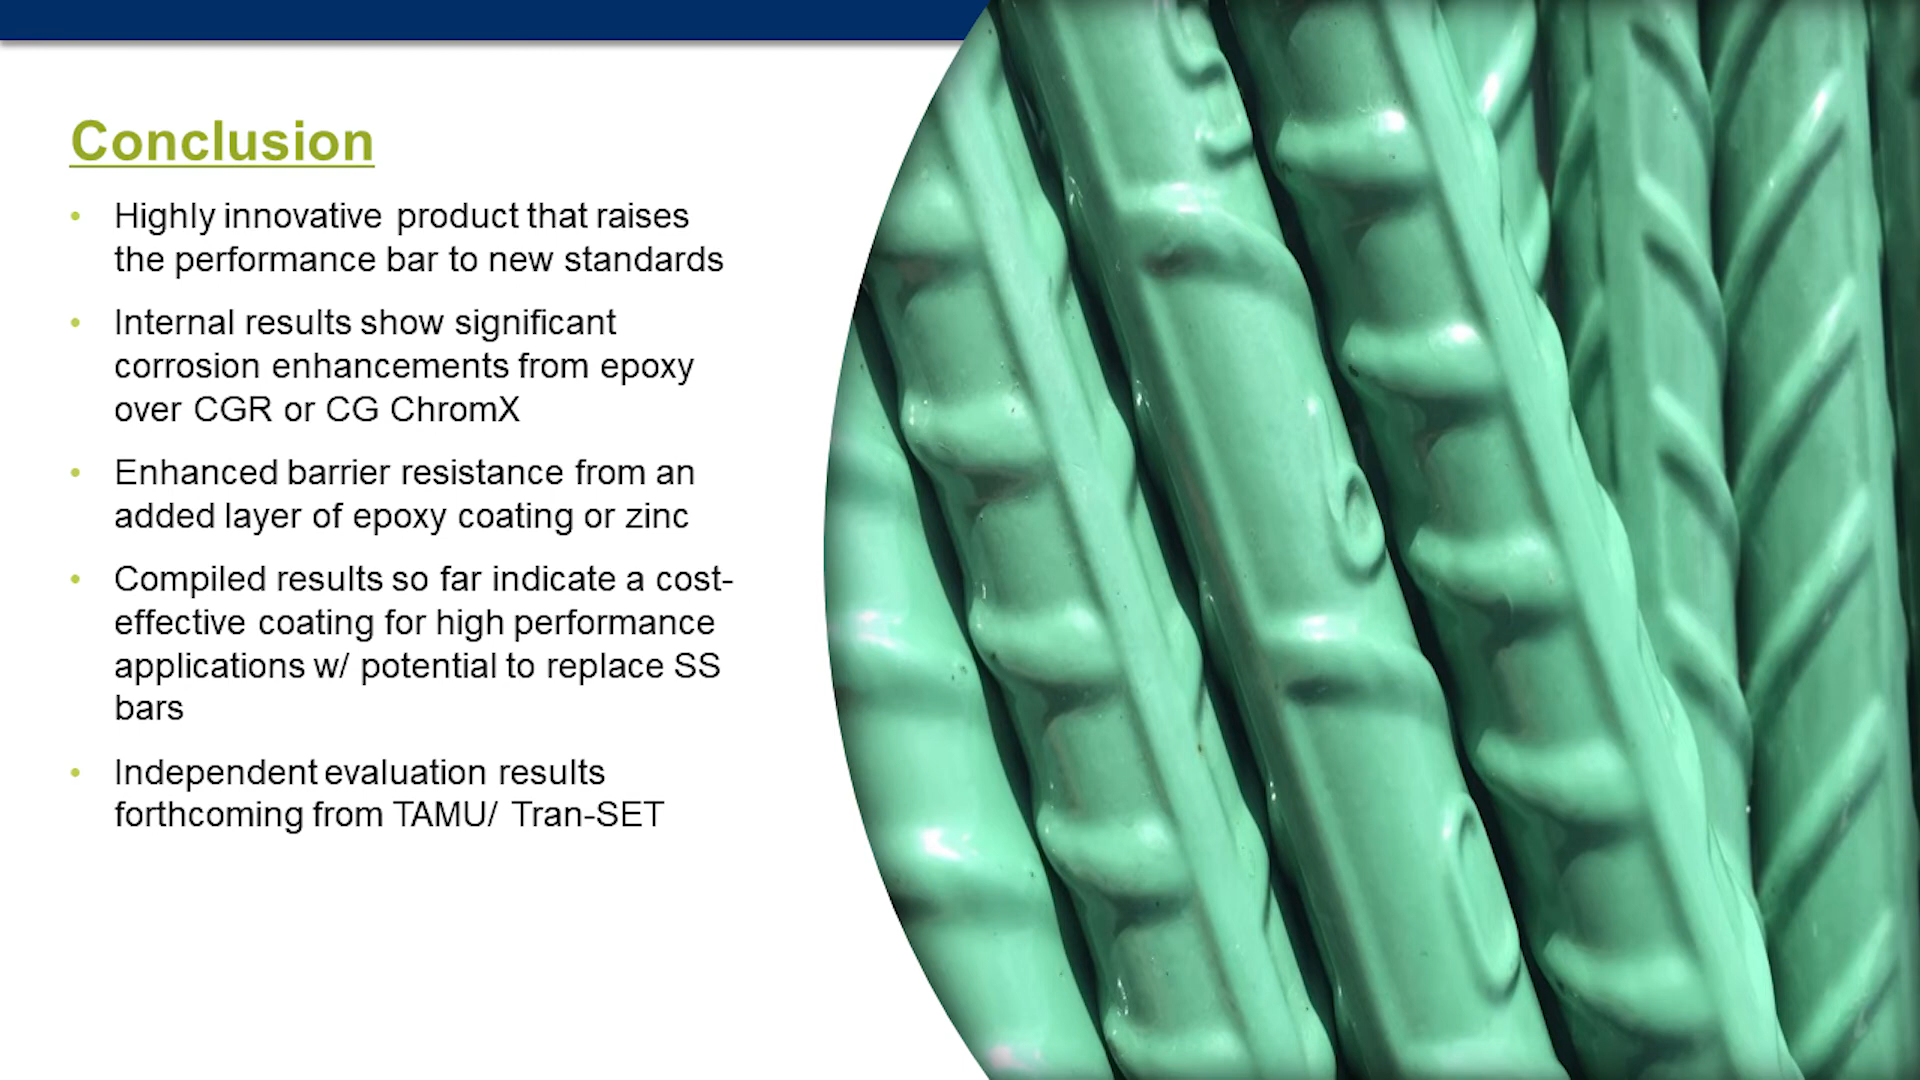 Conclusion
• Highly innovative product that raises
the performance bar to new standards
• Internal results show significant
corrosion enhancements from epoxy
over CGR or CG ChromX
• Enhanced barrier resistance from an
added layer of epoxy coating or zinc
• Compiled results so far indicate a cost-
effective coating for high performance
applications w/ potential to replace SS
bars
• Independent evaluation results
forthcoming from TAMU/ Tran-SET